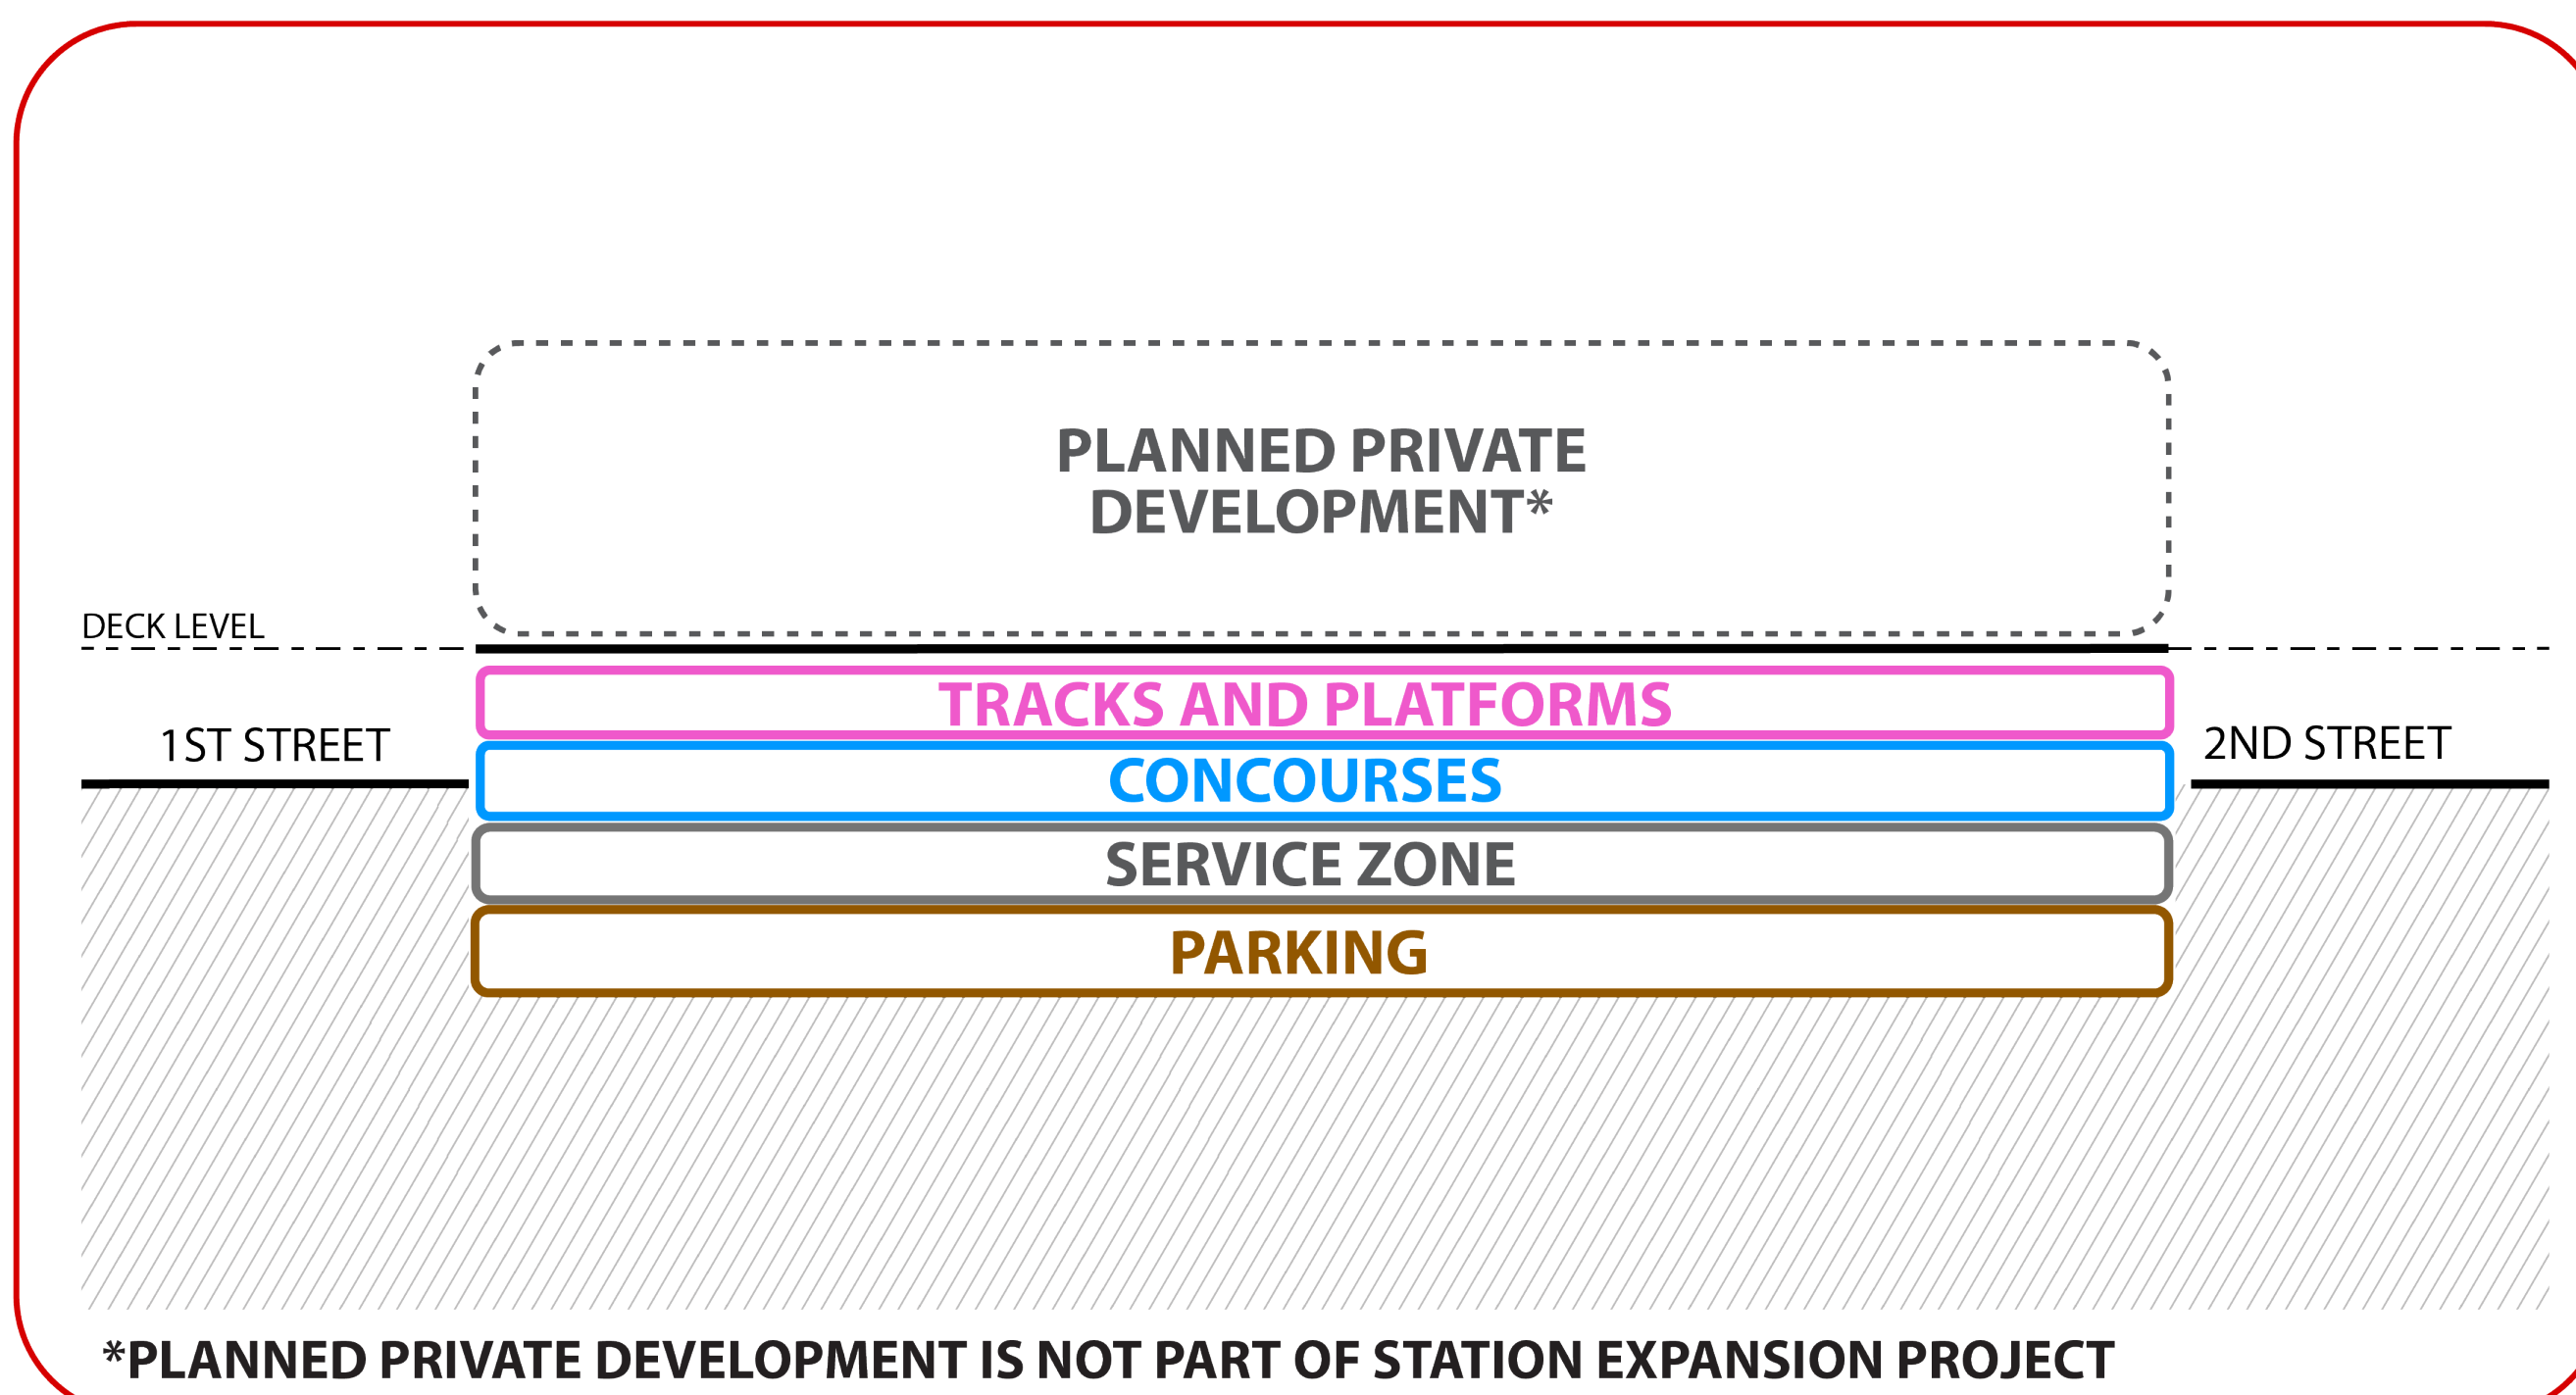 PLANNED PRIVATE
DEVELOPMENT*
DECK LEVEL
TRACKS AND PLATFORMS
1ST STREET
2ND STREET
CONCOURSES
SERVICE ZONE
PARKING
*PLANNED PRIVATE DEVELOPMENT IS NOT PART OF STATION EXPANSION PROJECT